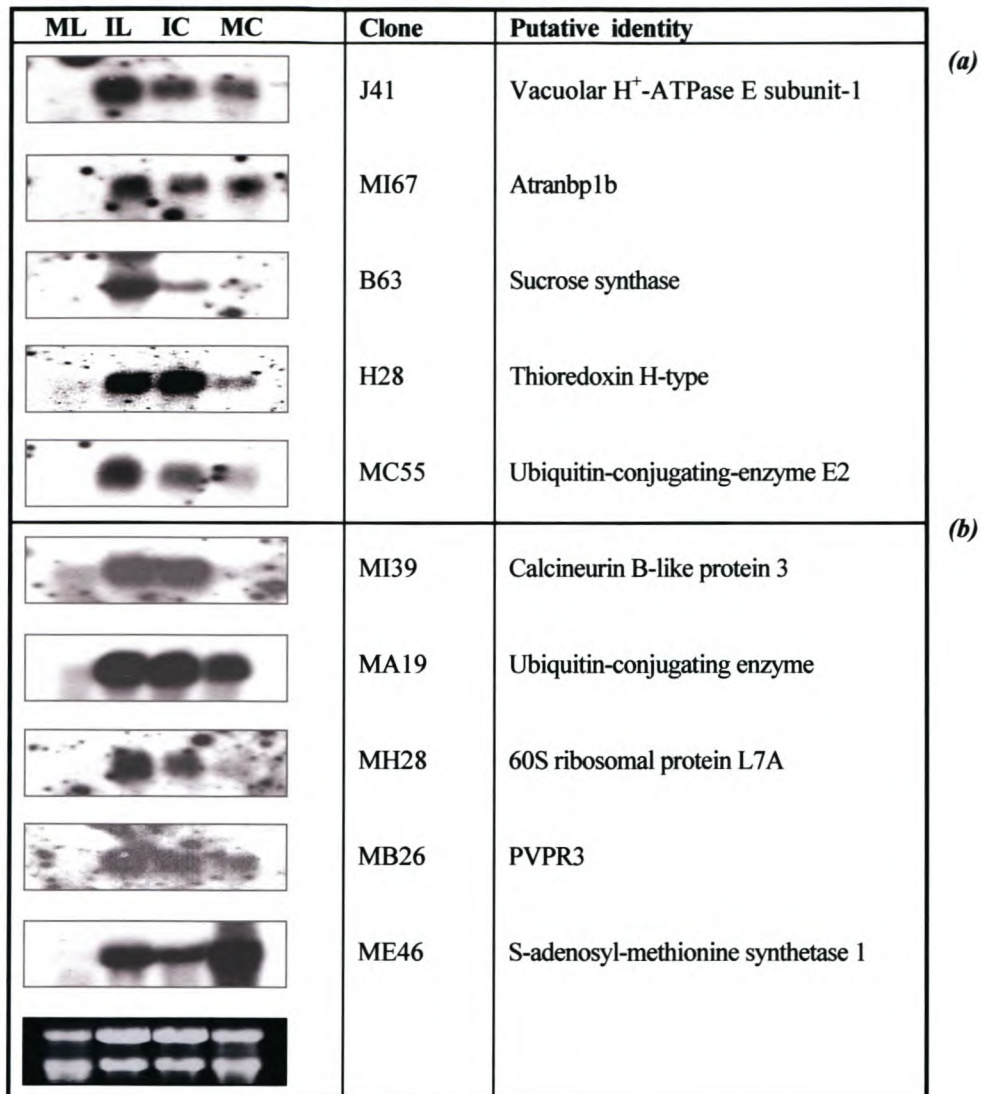 ML IL IC MC Clone Putative identity
(a)
J41 Vacuolar H⁺-ATPase E subunit-1
MI67 Atranbp1b
B63 Sucrose synthase
H28 Thioredoxin H-type
MC55 Ubiquitin-conjugating-enzyme E2
(b)
MI39 Calcineurin B-like protein 3
MA19 Ubiquitin-conjugating enzyme
MH28 60S ribosomal protein L7A
MB26 PVPR3
ME46 S-adenosyl-methionine synthetase 1